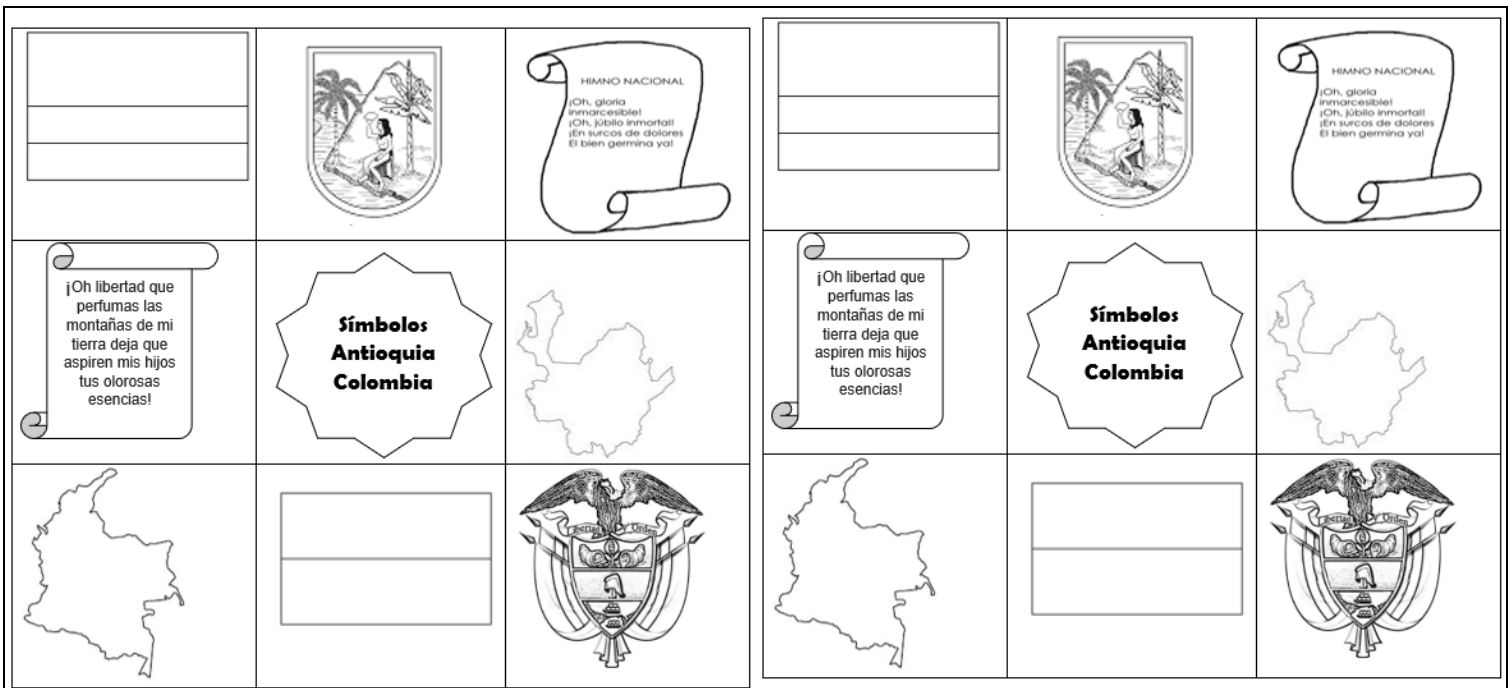 HIMNO NACIONAL
¡Oh, gloria
inmarcesible!
¡Oh, júbilo inmortal!
¡En surcos de dolores
El bien germina ya!
¡Oh libertad que
perfumas las
montañas de mi
tierra deja que
aspiren mis hijos
tus olorosas
esencias!
Símbolos
Antioquia
Colombia
Libertad y Orden
HIMNO NACIONAL
¡Oh, gloria
inmarcesible!
¡Oh, júbilo inmortal!
¡En surcos de dolores
El bien germina ya!
¡Oh libertad que
perfumas las
montañas de mi
tierra deja que
aspiren mis hijos
tus olorosas
esencias!
Símbolos
Antioquia
Colombia
Libertad y Orden